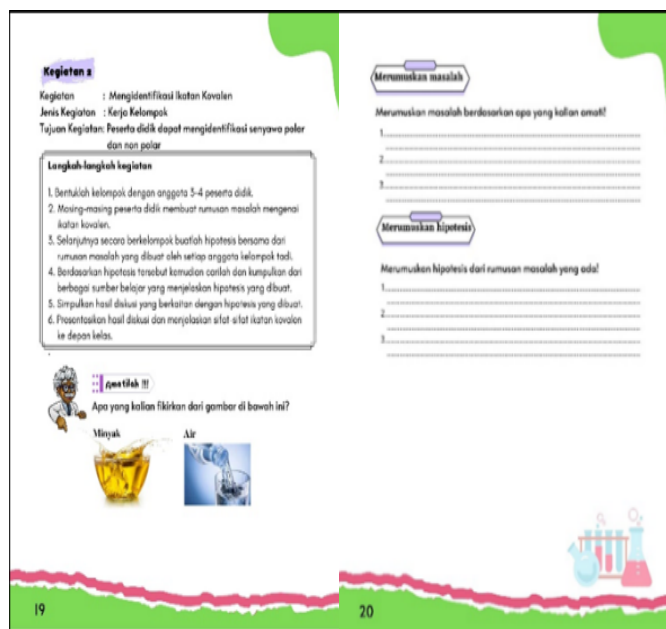 Kegiatan 2
Kegiatan : Mengidentifikasi Ikatan Kovalen
Jenis Kegiatan : Kerja Kelompok
Tujuan Kegiatan: Peserta didik dapat mengidentifikasi senyawa polar
dan non polar
Langkah-langkah kegiatan
1. Bentuklah kelompok dengan anggota 3-4 peserta didik.
2. Masing-masing peserta didik membuat rumusan masalah mengenai
ikatan kovalen.
3. Selanjutnya secara berkelompok buatlah hipotesis bersama dari
rumusan masalah yang dibuat oleh setiap anggota kelompok tadi.
4. Berdasarkan hipotesis tersebut kemudian carilah dan kumpulkan dari
berbagai sumber belajar yang menjelaskan hipotesis yang dibuat.
5. Simpulkan hasil diskusi yang berkaitan dengan hipotesis yang dibuat.
6. Presentasikan hasil diskusi dan menjelaskan sifat-sifat ikatan kovalen
ke depan kelas.
Amatilah !!!
Apa yang kalian fikirkan dari gambar di bawah ini?
Minyak Air
19
Merumuskan masalah
Merumuskan masalah berdasarkan apa yang kalian amati?
1.
2.
3.
Merumuskan hipotesis
Merumuskan hipotesis dari rumusan masalah yang ada!
1.
2.
3.
20